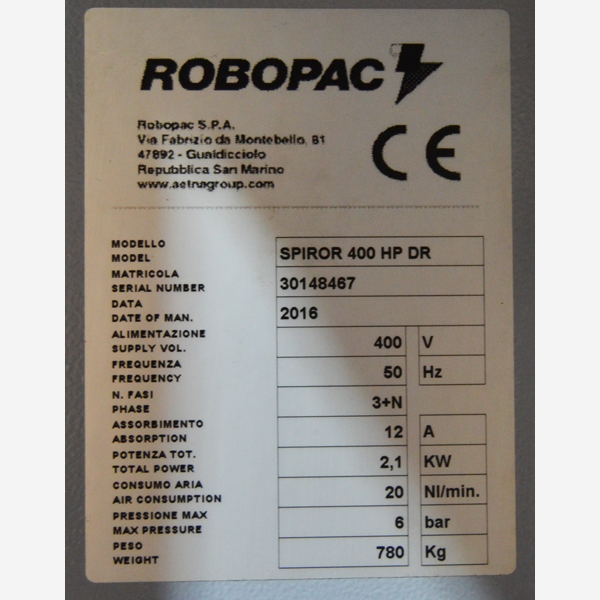 ROBOPAC
Robopac S.P.A.
Via Fabrizio da Montebello, 81
47892 - Gualdicciolo
Repubblica San Marino
www.aetnagroup.com
CE
MODELLO
MODEL SPIROR 400 HP DR
MATRICOLA
SERIAL NUMBER 30148467
DATA
DATE OF MAN. 2016
ALIMENTAZIONE
SUPPLY VOL. 400 V
FREQUENZA
FREQUENCY 50 Hz
N. FASI
PHASE 3+N
ASSORBIMENTO
ABSORPTION 12 A
POTENZA TOT.
TOTAL POWER 2,1 KW
CONSUMO ARIA
AIR CONSUMPTION 20 Nl/min.
PRESSIONE MAX
MAX PRESSURE 6 bar
PESO
WEIGHT 780 Kg